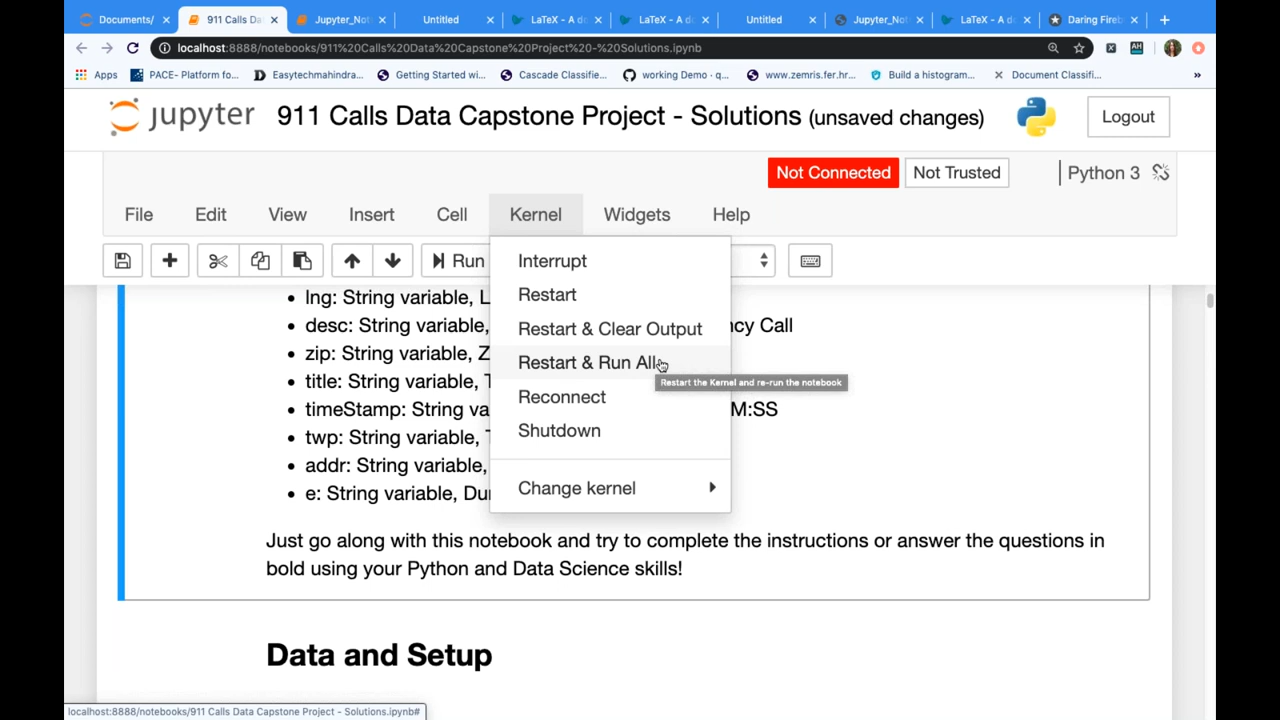 Documents/
911 Calls Da
Jupyter_Not
Untitled
LaTeX - A do
LaTeX - A do
Untitled
Jupyter_No
LaTeX - A do
Daring Fireb
localhost:8888/notebooks/911%20Calls%20Data%20Capstone%20Project%20-%20Solutions.ipynb
Apps
PACE- Platform fo...
Easytechmahindra...
Getting Started wi...
Cascade Classifie...
working Demo · q...
www.zemris.fer.hr...
Build a histogram...
Document Classifi...
»
jupyter 911 Calls Data Capstone Project - Solutions (unsaved changes)
Logout
Not Connected
Not Trusted
Python 3
File Edit View Insert Cell Kernel Widgets Help
Run
Interrupt
Restart
Restart & Clear Output
Restart & Run All
Restart the Kernel and re-run the notebook
Reconnect
Shutdown
Change kernel
• lng: String variable, L
• desc: String variable, ncy Call
• zip: String variable, Z
• title: String variable, T
• timeStamp: String va M:SS
• twp: String variable, T
• addr: String variable,
• e: String variable, Du
Just go along with this notebook and try to complete the instructions or answer the questions in
bold using your Python and Data Science skills!
Data and Setup
localhost:8888/notebooks/911 Calls Data Capstone Project - Solutions.ipynb#